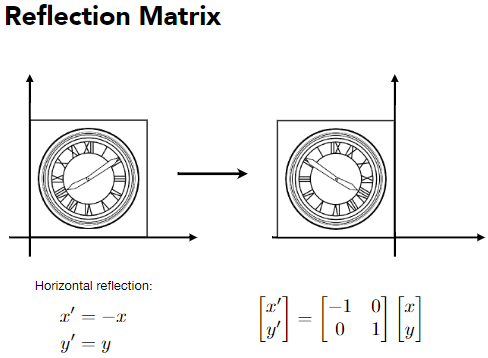 Reflection Matrix
Horizontal reflection:
x′ = −x
y′ = y
[x′ y′] = [−1 0 0 1] [x y]